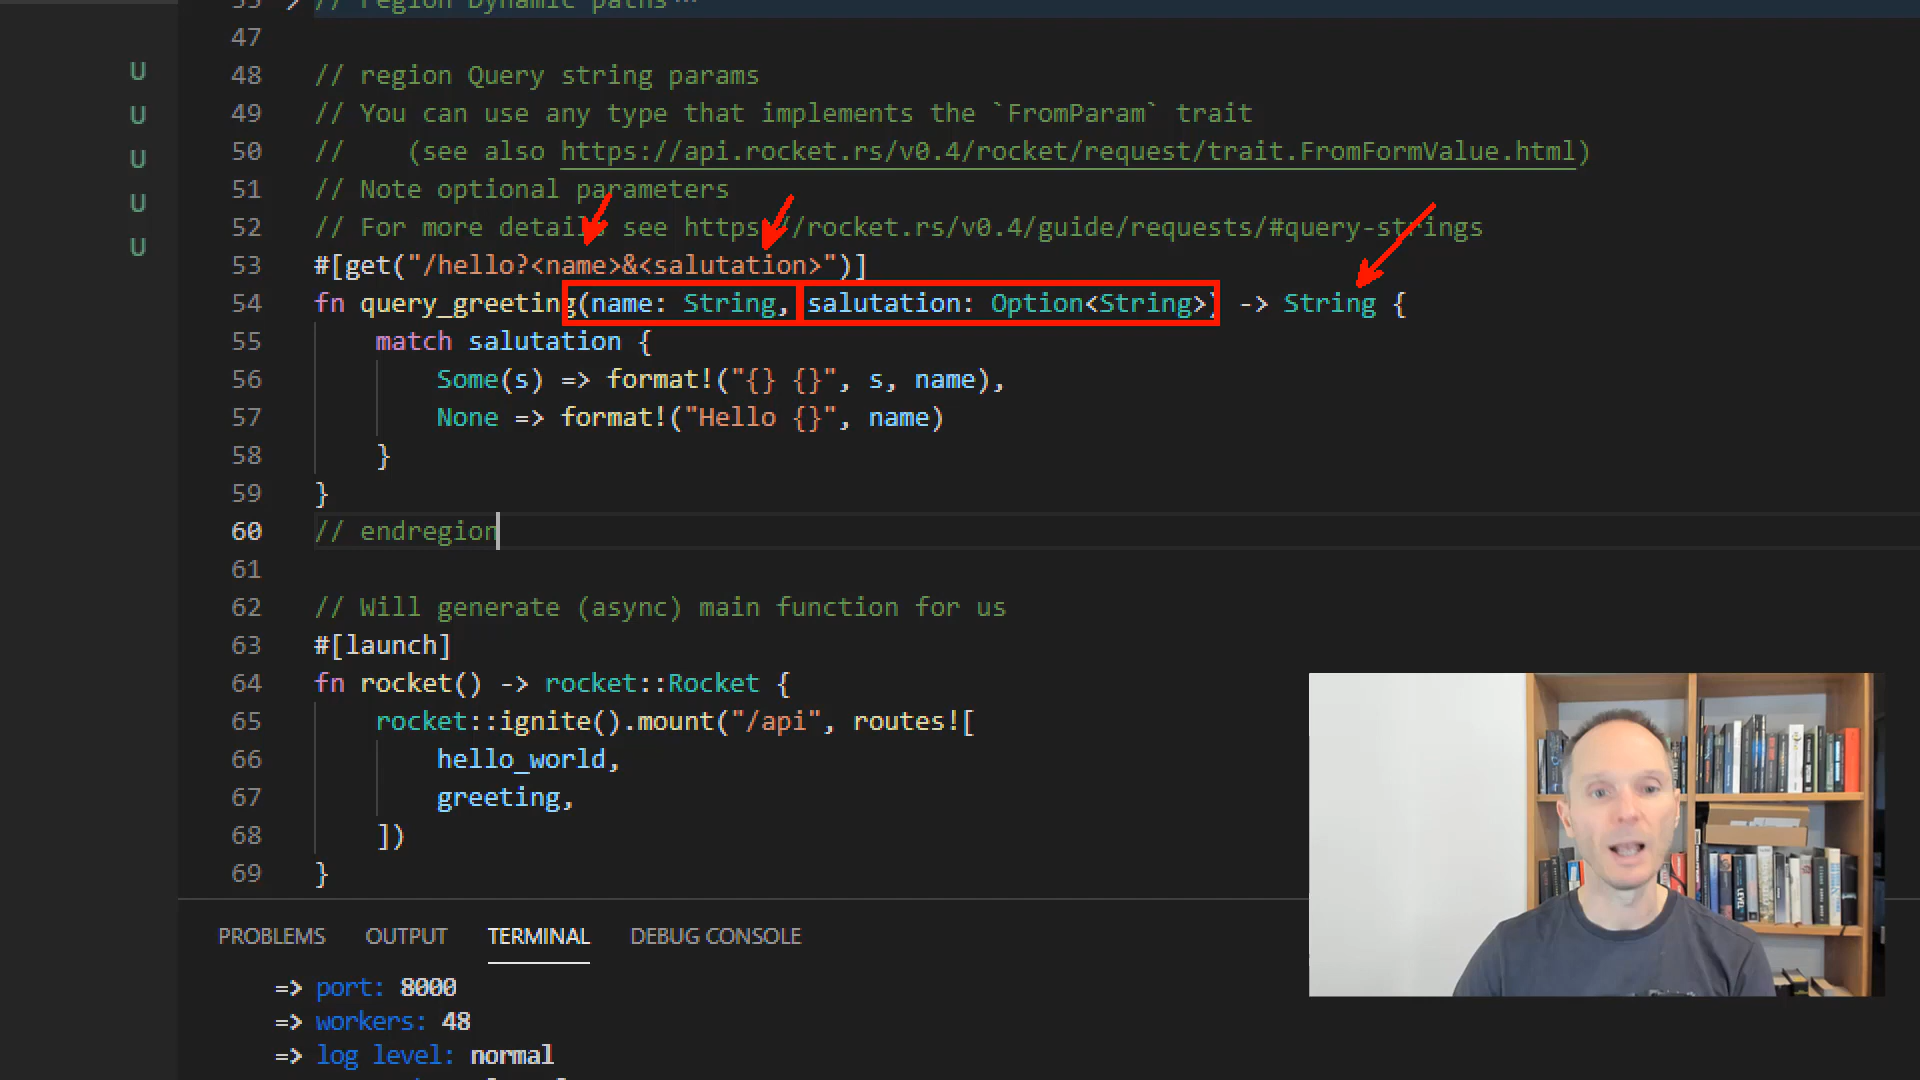 // region Dynamic paths ···
47
48 // region Query string params
49 // You can use any type that implements the `FromParam` trait
50 //    (see also https://api.rocket.rs/v0.4/rocket/request/trait.FromFormValue.html)
51 // Note optional parameters
52 // For more details see https://rocket.rs/v0.4/guide/requests/#query-strings
53 #[get("/hello?<name>&<salutation>")]
54 fn query_greeting(name: String, salutation: Option<String>) -> String {
55     match salutation {
56         Some(s) => format!("{} {}", s, name),
57         None => format!("Hello {}", name)
58     }
59 }
60 // endregion
61
62 // Will generate (async) main function for us
63 #[launch]
64 fn rocket() -> rocket::Rocket {
65     rocket::ignite().mount("/api", routes![
66         hello_world,
67         greeting,
68     ])
69 }
U
U
U
U
U
PROBLEMS OUTPUT TERMINAL DEBUG CONSOLE
=> port: 8000
=> workers: 48
=> log level: normal